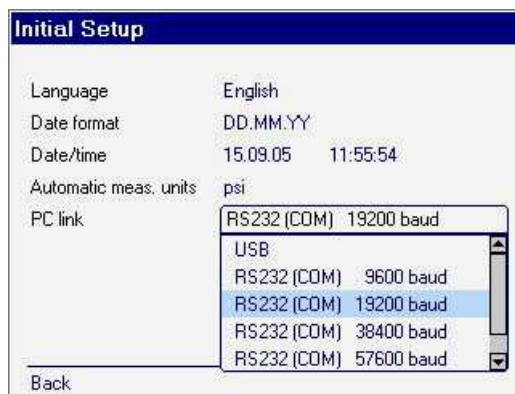 Initial Setup
Language English
Date format DD.MM.YY
Date/time 15.09.05 11:55:54
Automatic meas. units psi
PC link RS232 (COM) 19200 baud
USB
RS232 (COM) 9600 baud
RS232 (COM) 19200 baud
RS232 (COM) 38400 baud
RS232 (COM) 57600 baud
Back